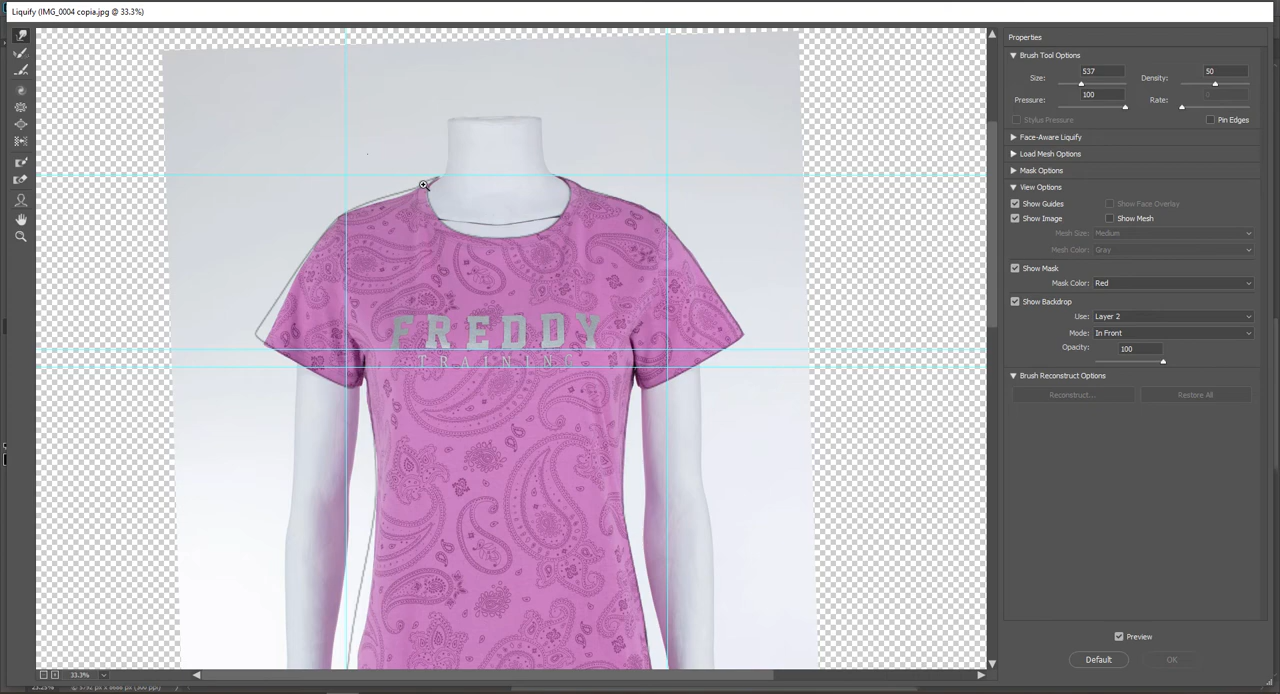 Liquify (IMG_0004 copia.jpg @ 33.3%)
Properties
Brush Tool Options
Size: 537 Density: 50
Pressure: 100 Rate: 0
Stylus Pressure Pin Edges
Face-Aware Liquify
Load Mesh Options
Mask Options
View Options
Show Guides Show Face Overlay
Show Image Show Mesh
Mesh Size: Medium
Mesh Color: Gray
Show Mask
Mask Color: Red
Show Backdrop
Use: Layer 2
Mode: In Front
Opacity: 100
Brush Reconstruct Options
Reconstruct... Restore All
FREDDY
TRAINING
Preview
Default OK
33.3%